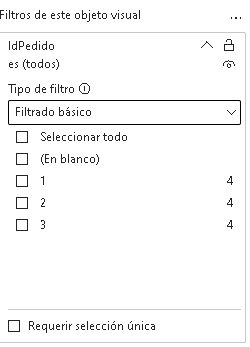 Filtros de este objeto visual ...
IdPedido
es (todos)
Tipo de filtro
Filtrado básico
Seleccionar todo
(En blanco)
1 4
2 4
3 4
Requerir selección única